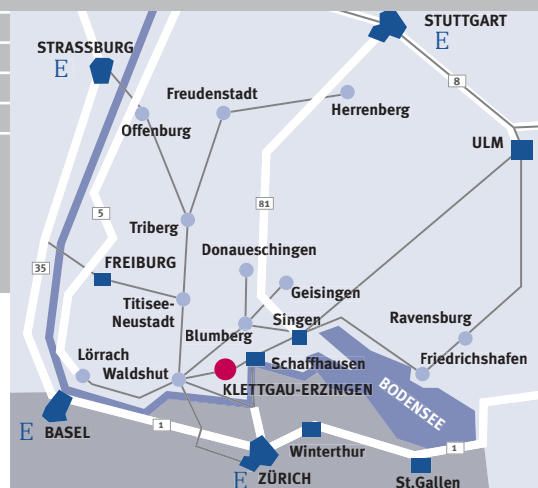 STUTTGART
E
STRASSBURG
E
8
Freudenstadt
Herrenberg
Offenburg
ULM
81
5
Triberg
Donaueschingen
35
FREIBURG
Geisingen
Titisee-
Neustadt
Ravensburg
Singen
Blumberg
Lörrach
Friedrichshafen
Schaffhausen
Waldshut
KLETTGAU-ERZINGEN
BODENSEE
E
BASEL
1
Winterthur
1
E
ZÜRICH
St.Gallen